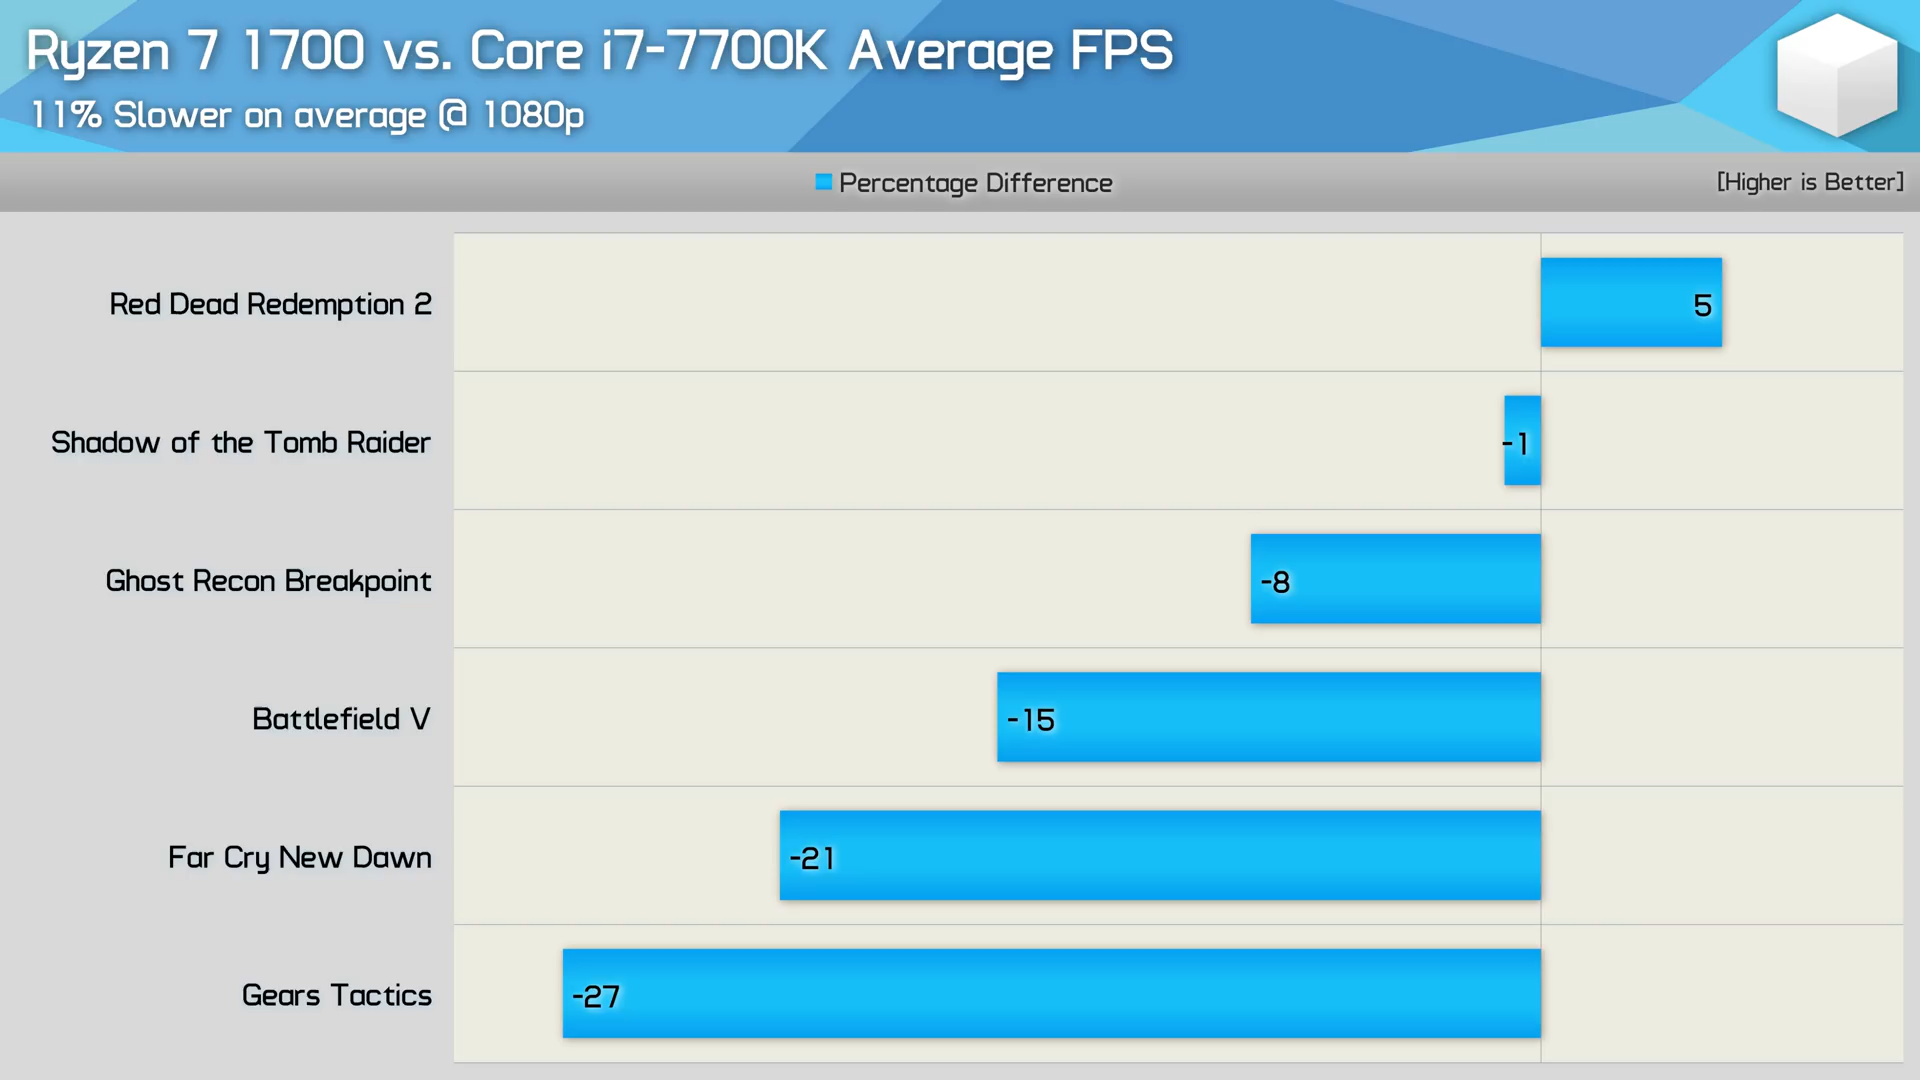 Ryzen 7 1700 vs. Core i7-7700K Average FPS
11% Slower on average @ 1080p
Percentage Difference
[Higher is Better]
Red Dead Redemption 2
5
Shadow of the Tomb Raider
-1
Ghost Recon Breakpoint
-8
Battlefield V
-15
Far Cry New Dawn
-21
Gears Tactics
-27